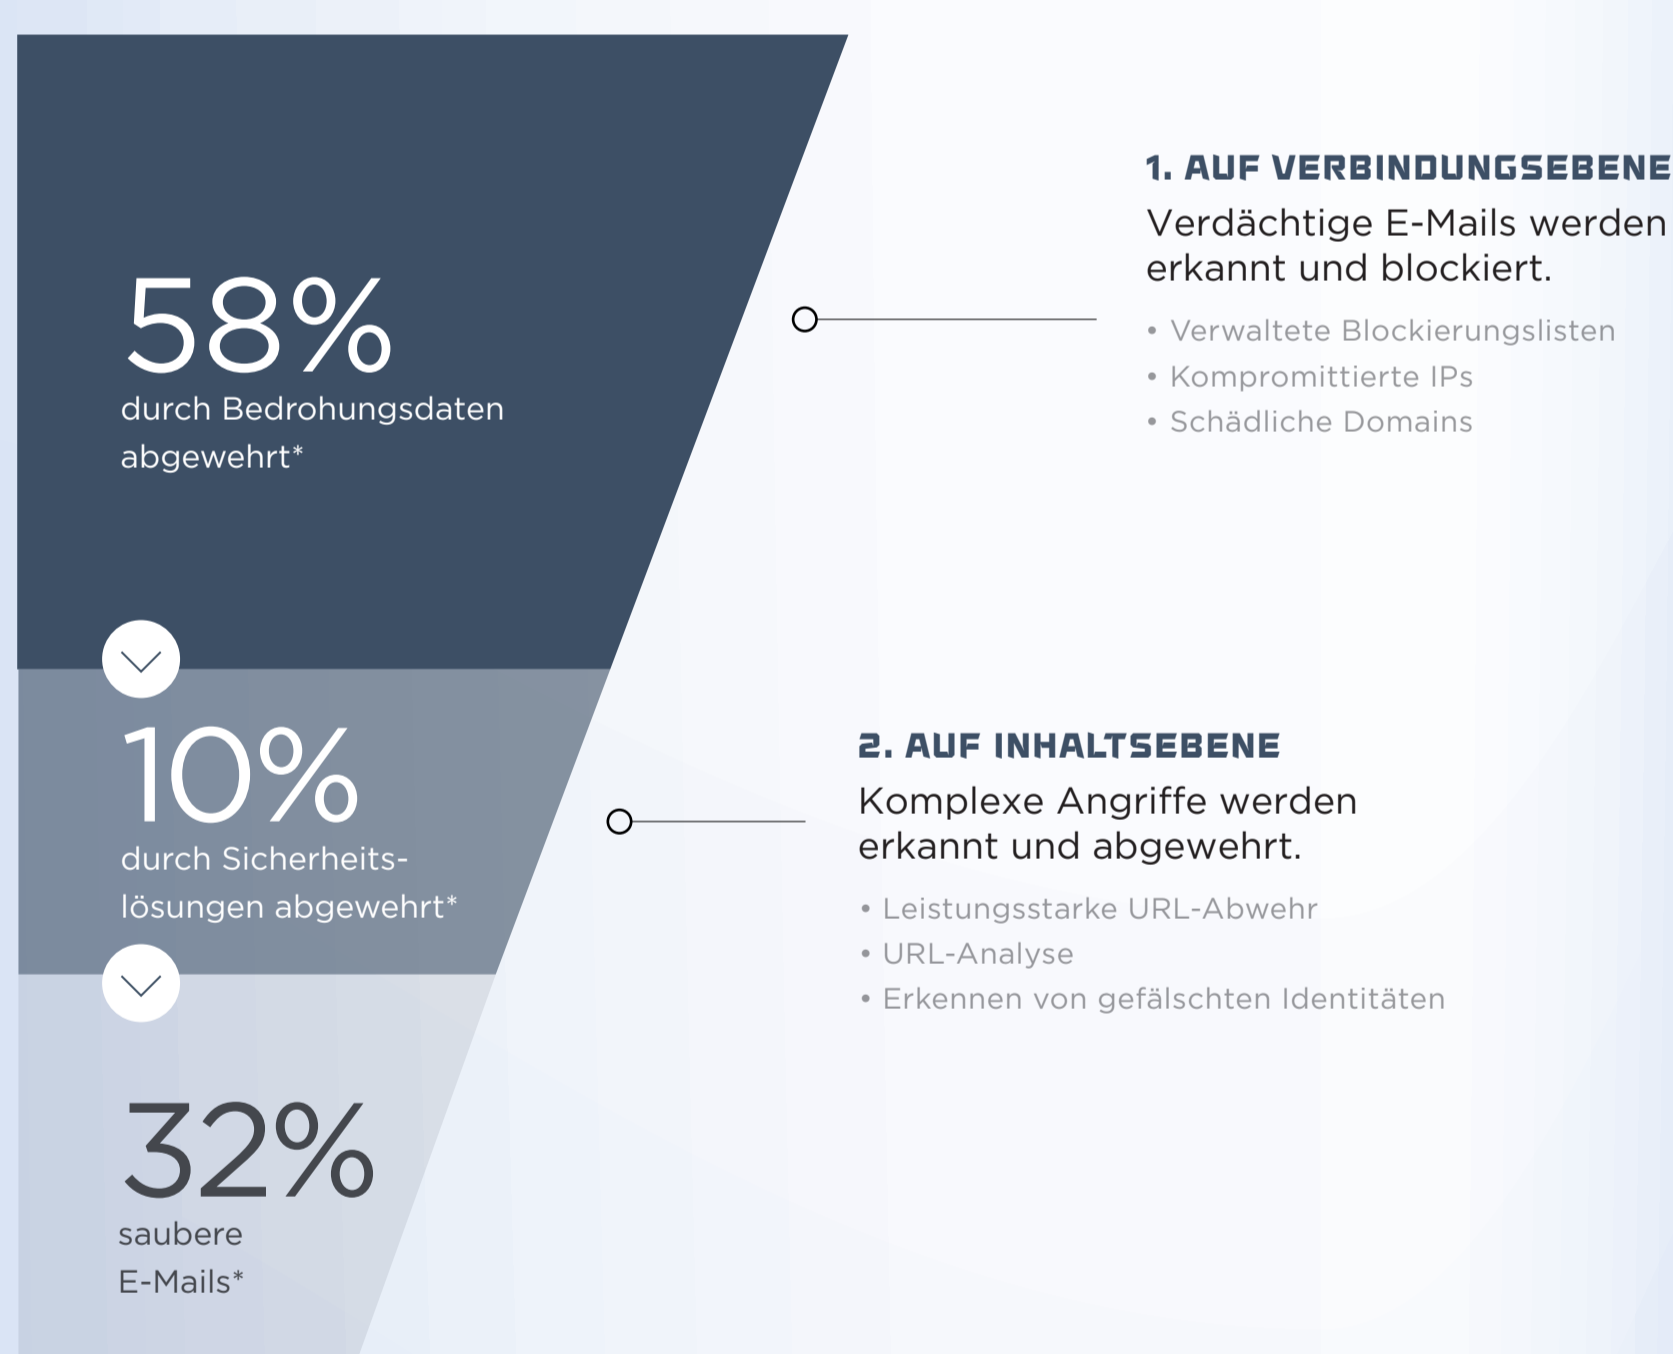 58%
durch Bedrohungsdaten
abgewehrt*
1. AUF VERBINDUNGSEBENE
Verdächtige E-Mails werden
erkannt und blockiert.
• Verwaltete Blockierungslisten
• Kompromittierte IPs
• Schädliche Domains
10%
durch Sicherheits-
lösungen abgewehrt*
2. AUF INHALTSEBENE
Komplexe Angriffe werden
erkannt und abgewehrt.
• Leistungsstarke URL-Abwehr
• URL-Analyse
• Erkennen von gefälschten Identitäten
32%
saubere
E-Mails*